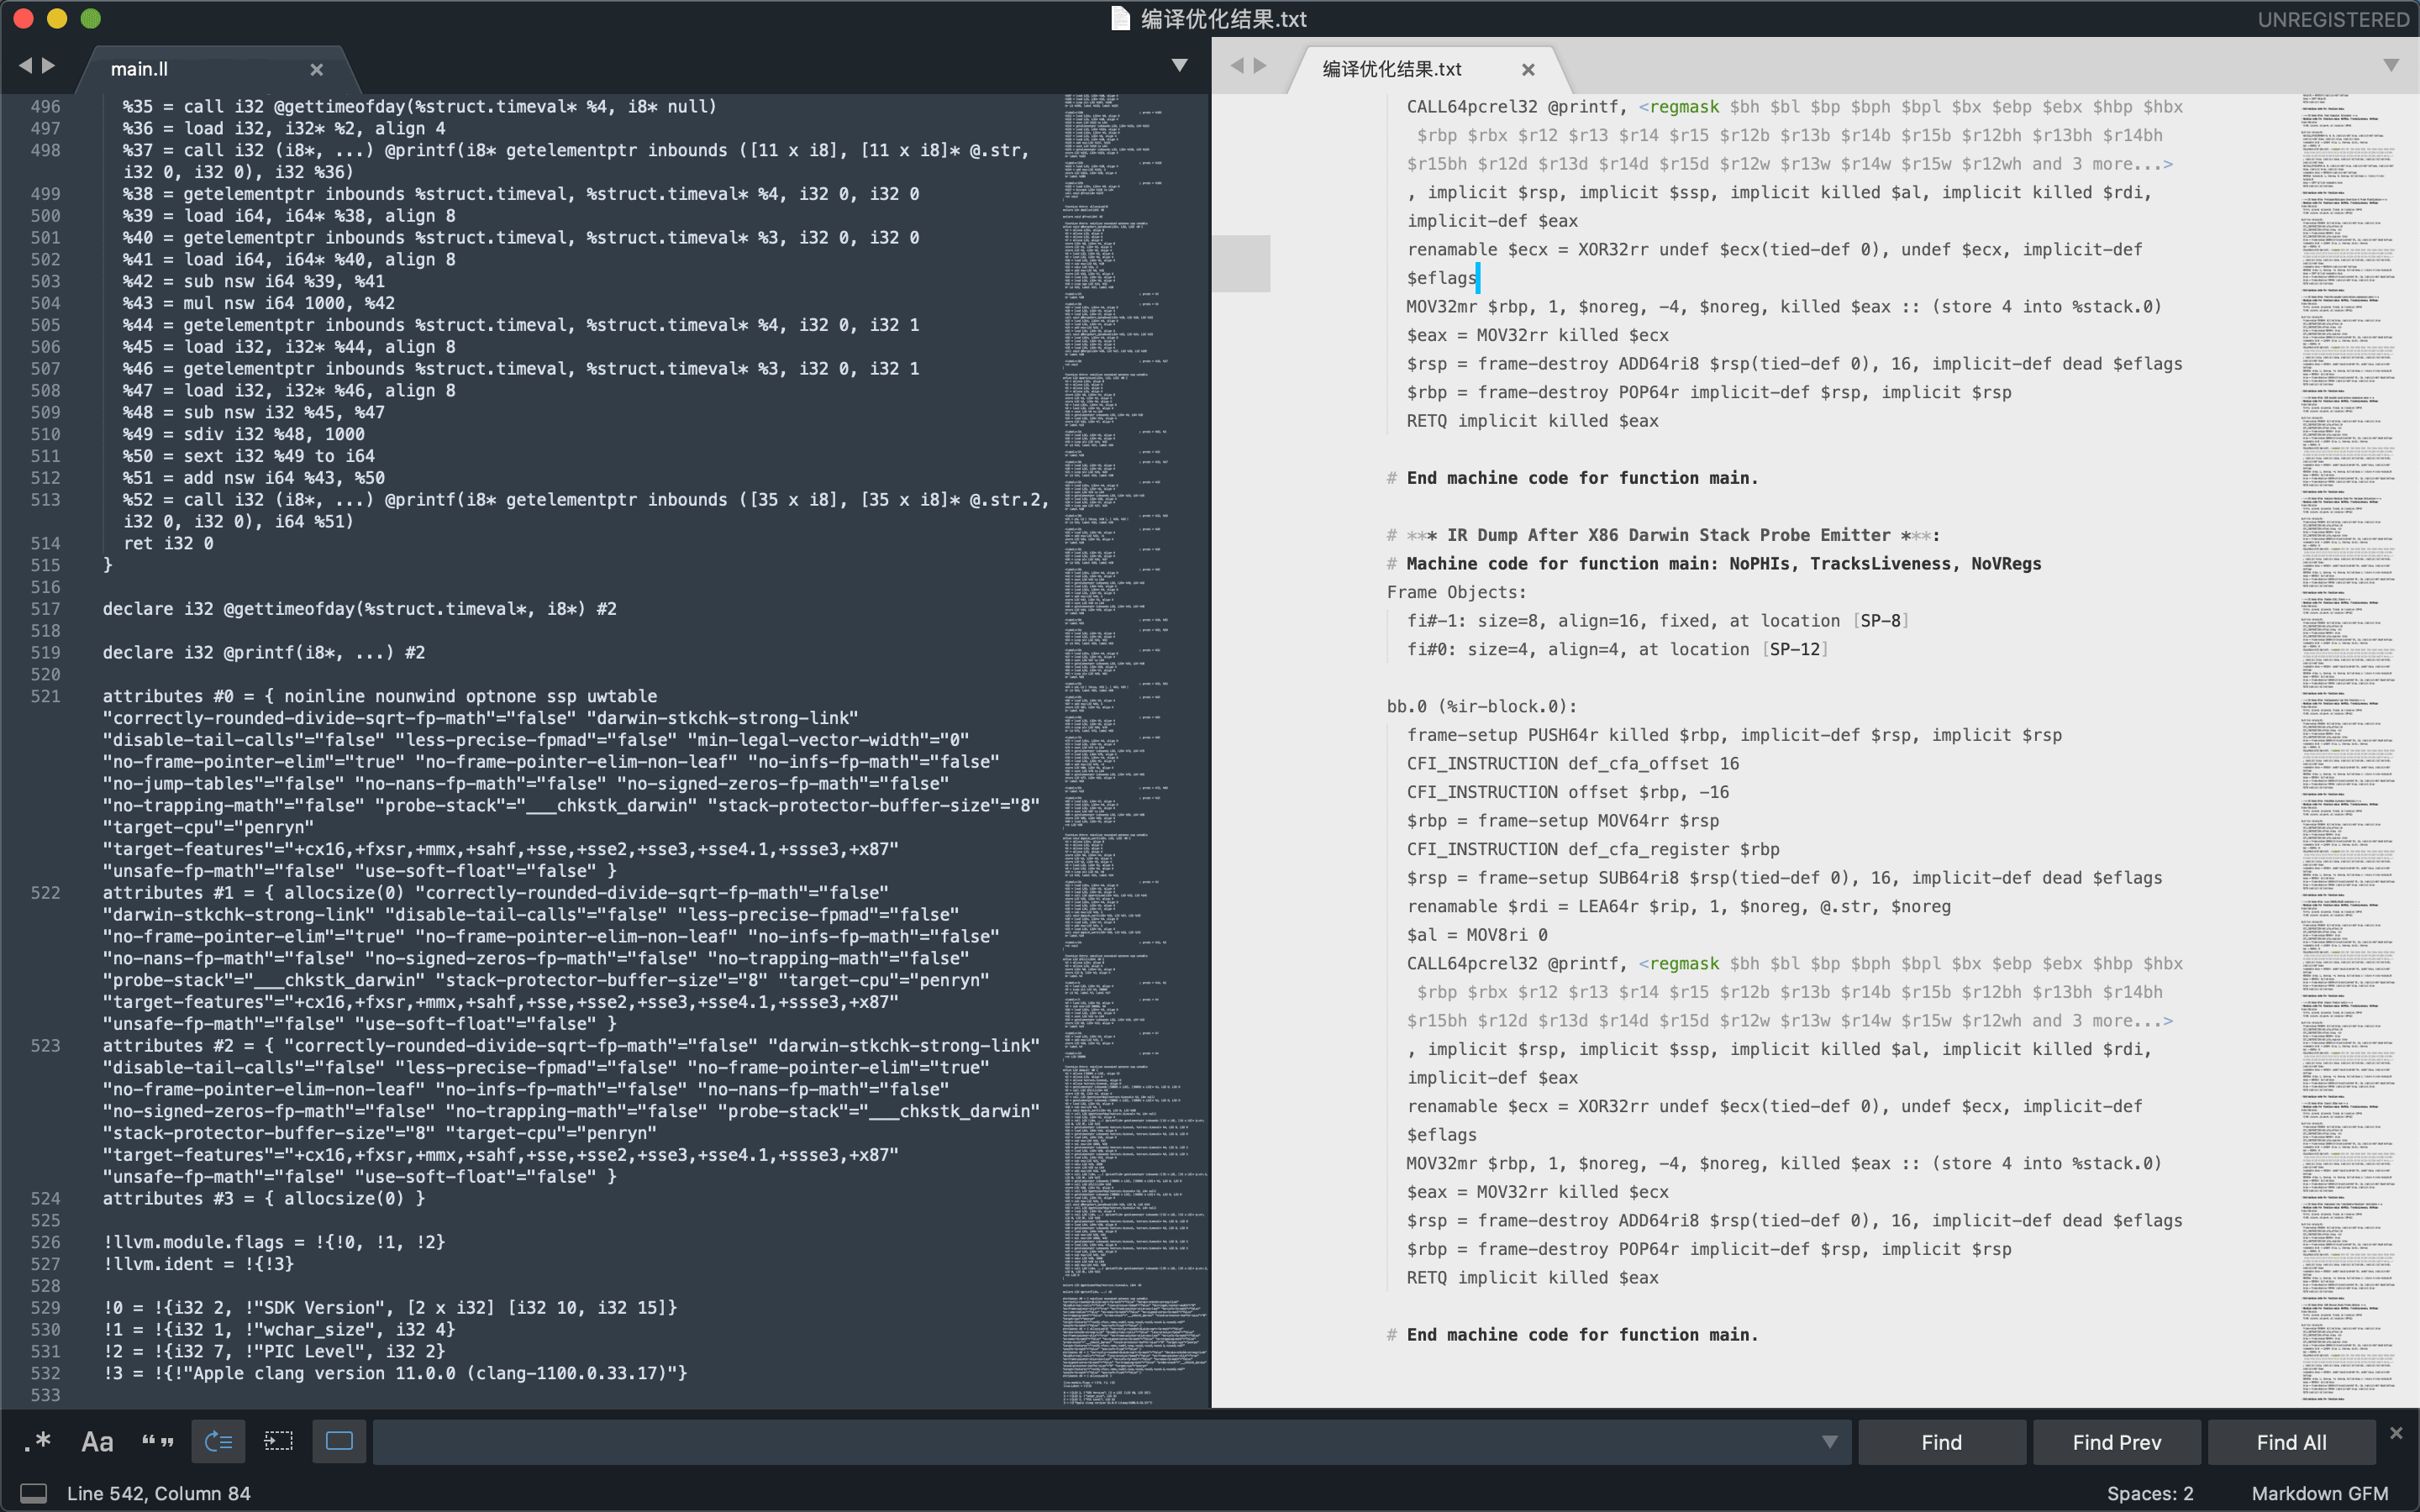 编译优化结果.txt
UNREGISTERED
main.ll
496 %35 = call i32 @gettimeofday(%struct.timeval* %4, i8* null)
497 %36 = load i32, i32* %2, align 4
498 %37 = call i32 (i8*, ...) @printf(i8* getelementptr inbounds ([11 x i8], [11 x i8]* @.str,
i32 0, i32 0), i32 %36)
499 %38 = getelementptr inbounds %struct.timeval, %struct.timeval* %4, i32 0, i32 0
500 %39 = load i64, i64* %38, align 8
501 %40 = getelementptr inbounds %struct.timeval, %struct.timeval* %3, i32 0, i32 0
502 %41 = load i64, i64* %40, align 8
503 %42 = sub nsw i64 %39, %41
504 %43 = mul nsw i64 1000, %42
505 %44 = getelementptr inbounds %struct.timeval, %struct.timeval* %4, i32 0, i32 1
506 %45 = load i32, i32* %44, align 8
507 %46 = getelementptr inbounds %struct.timeval, %struct.timeval* %3, i32 0, i32 1
508 %47 = load i32, i32* %46, align 8
509 %48 = sub nsw i32 %45, %47
510 %49 = sdiv i32 %48, 1000
511 %50 = sext i32 %49 to i64
512 %51 = add nsw i64 %43, %50
513 %52 = call i32 (i8*, ...) @printf(i8* getelementptr inbounds ([35 x i8], [35 x i8]* @.str.2,
i32 0, i32 0), i64 %51)
514 ret i32 0
515 }
516
517 declare i32 @gettimeofday(%struct.timeval*, i8*) #2
518
519 declare i32 @printf(i8*, ...) #2
520
521 attributes #0 = { noinline nounwind optnone ssp uwtable
"correctly-rounded-divide-sqrt-fp-math"="false" "darwin-stkchk-strong-link"
"disable-tail-calls"="false" "less-precise-fpmad"="false" "min-legal-vector-width"="0"
"no-frame-pointer-elim"="true" "no-frame-pointer-elim-non-leaf" "no-infs-fp-math"="false"
"no-jump-tables"="false" "no-nans-fp-math"="false" "no-signed-zeros-fp-math"="false"
"no-trapping-math"="false" "probe-stack"="___chkstk_darwin" "stack-protector-buffer-size"="8"
"target-cpu"="penryn"
"target-features"="+cx16,+fxsr,+mmx,+sahf,+sse,+sse2,+sse3,+sse4.1,+ssse3,+x87"
"unsafe-fp-math"="false" "use-soft-float"="false" }
522 attributes #1 = { allocsize(0) "correctly-rounded-divide-sqrt-fp-math"="false"
"darwin-stkchk-strong-link" "disable-tail-calls"="false" "less-precise-fpmad"="false"
"no-frame-pointer-elim"="true" "no-frame-pointer-elim-non-leaf" "no-infs-fp-math"="false"
"no-nans-fp-math"="false" "no-signed-zeros-fp-math"="false" "no-trapping-math"="false"
"probe-stack"="___chkstk_darwin" "stack-protector-buffer-size"="8" "target-cpu"="penryn"
"target-features"="+cx16,+fxsr,+mmx,+sahf,+sse,+sse2,+sse3,+sse4.1,+ssse3,+x87"
"unsafe-fp-math"="false" "use-soft-float"="false" }
523 attributes #2 = { "correctly-rounded-divide-sqrt-fp-math"="false" "darwin-stkchk-strong-link"
"disable-tail-calls"="false" "less-precise-fpmad"="false" "no-frame-pointer-elim"="true"
"no-frame-pointer-elim-non-leaf" "no-infs-fp-math"="false" "no-nans-fp-math"="false"
"no-signed-zeros-fp-math"="false" "no-trapping-math"="false" "probe-stack"="___chkstk_darwin"
"stack-protector-buffer-size"="8" "target-cpu"="penryn"
"target-features"="+cx16,+fxsr,+mmx,+sahf,+sse,+sse2,+sse3,+sse4.1,+ssse3,+x87"
"unsafe-fp-math"="false" "use-soft-float"="false" }
524 attributes #3 = { allocsize(0) }
525
526 !llvm.module.flags = !{!0, !1, !2}
527 !llvm.ident = !{!3}
528
529 !0 = !{i32 2, !"SDK Version", [2 x i32] [i32 10, i32 15]}
530 !1 = !{i32 1, !"wchar_size", i32 4}
531 !2 = !{i32 7, !"PIC Level", i32 2}
532 !3 = !{!"Apple clang version 11.0.0 (clang-1100.0.33.17)"}
533
编译优化结果.txt
CALL64pcrel32 @printf, <regmask $bh $bl $bp $bph $bpl $bx $ebp $ebx $hbp $hbx
$rbp $rbx $r12 $r13 $r14 $r15 $r12b $r13b $r14b $r15b $r12bh $r13bh $r14bh
$r15bh $r12d $r13d $r14d $r15d $r12w $r13w $r14w $r15w $r12wh and 3 more...>
, implicit $rsp, implicit $ssp, implicit killed $al, implicit killed $rdi,
implicit-def $eax
renamable $ecx = XOR32rr undef $ecx(tied-def 0), undef $ecx, implicit-def
$eflags
MOV32mr $rbp, 1, $noreg, -4, $noreg, killed $eax :: (store 4 into %stack.0)
$eax = MOV32rr killed $ecx
$rsp = frame-destroy ADD64ri8 $rsp(tied-def 0), 16, implicit-def dead $eflags
$rbp = frame-destroy POP64r implicit-def $rsp, implicit $rsp
RETQ implicit killed $eax
# End machine code for function main.
# *** IR Dump After X86 Darwin Stack Probe Emitter ***:
# Machine code for function main: NoPHIs, TracksLiveness, NoVRegs
Frame Objects:
fi#-1: size=8, align=16, fixed, at location [SP-8]
fi#0: size=4, align=4, at location [SP-12]
bb.0 (%ir-block.0):
frame-setup PUSH64r killed $rbp, implicit-def $rsp, implicit $rsp
CFI_INSTRUCTION def_cfa_offset 16
CFI_INSTRUCTION offset $rbp, -16
$rbp = frame-setup MOV64rr $rsp
CFI_INSTRUCTION def_cfa_register $rbp
$rsp = frame-setup SUB64ri8 $rsp(tied-def 0), 16, implicit-def dead $eflags
renamable $rdi = LEA64r $rip, 1, $noreg, @.str, $noreg
$al = MOV8ri 0
CALL64pcrel32 @printf, <regmask $bh $bl $bp $bph $bpl $bx $ebp $ebx $hbp $hbx
$rbp $rbx $r12 $r13 $r14 $r15 $r12b $r13b $r14b $r15b $r12bh $r13bh $r14bh
$r15bh $r12d $r13d $r14d $r15d $r12w $r13w $r14w $r15w $r12wh and 3 more...>
, implicit $rsp, implicit $ssp, implicit killed $al, implicit killed $rdi,
implicit-def $eax
renamable $ecx = XOR32rr undef $ecx(tied-def 0), undef $ecx, implicit-def
$eflags
MOV32mr $rbp, 1, $noreg, -4, $noreg, killed $eax :: (store 4 into %stack.0)
$eax = MOV32rr killed $ecx
$rsp = frame-destroy ADD64ri8 $rsp(tied-def 0), 16, implicit-def dead $eflags
$rbp = frame-destroy POP64r implicit-def $rsp, implicit $rsp
RETQ implicit killed $eax
# End machine code for function main.
.* Aa “” Find Find Prev Find All
Line 542, Column 84
Spaces: 2 Markdown GFM